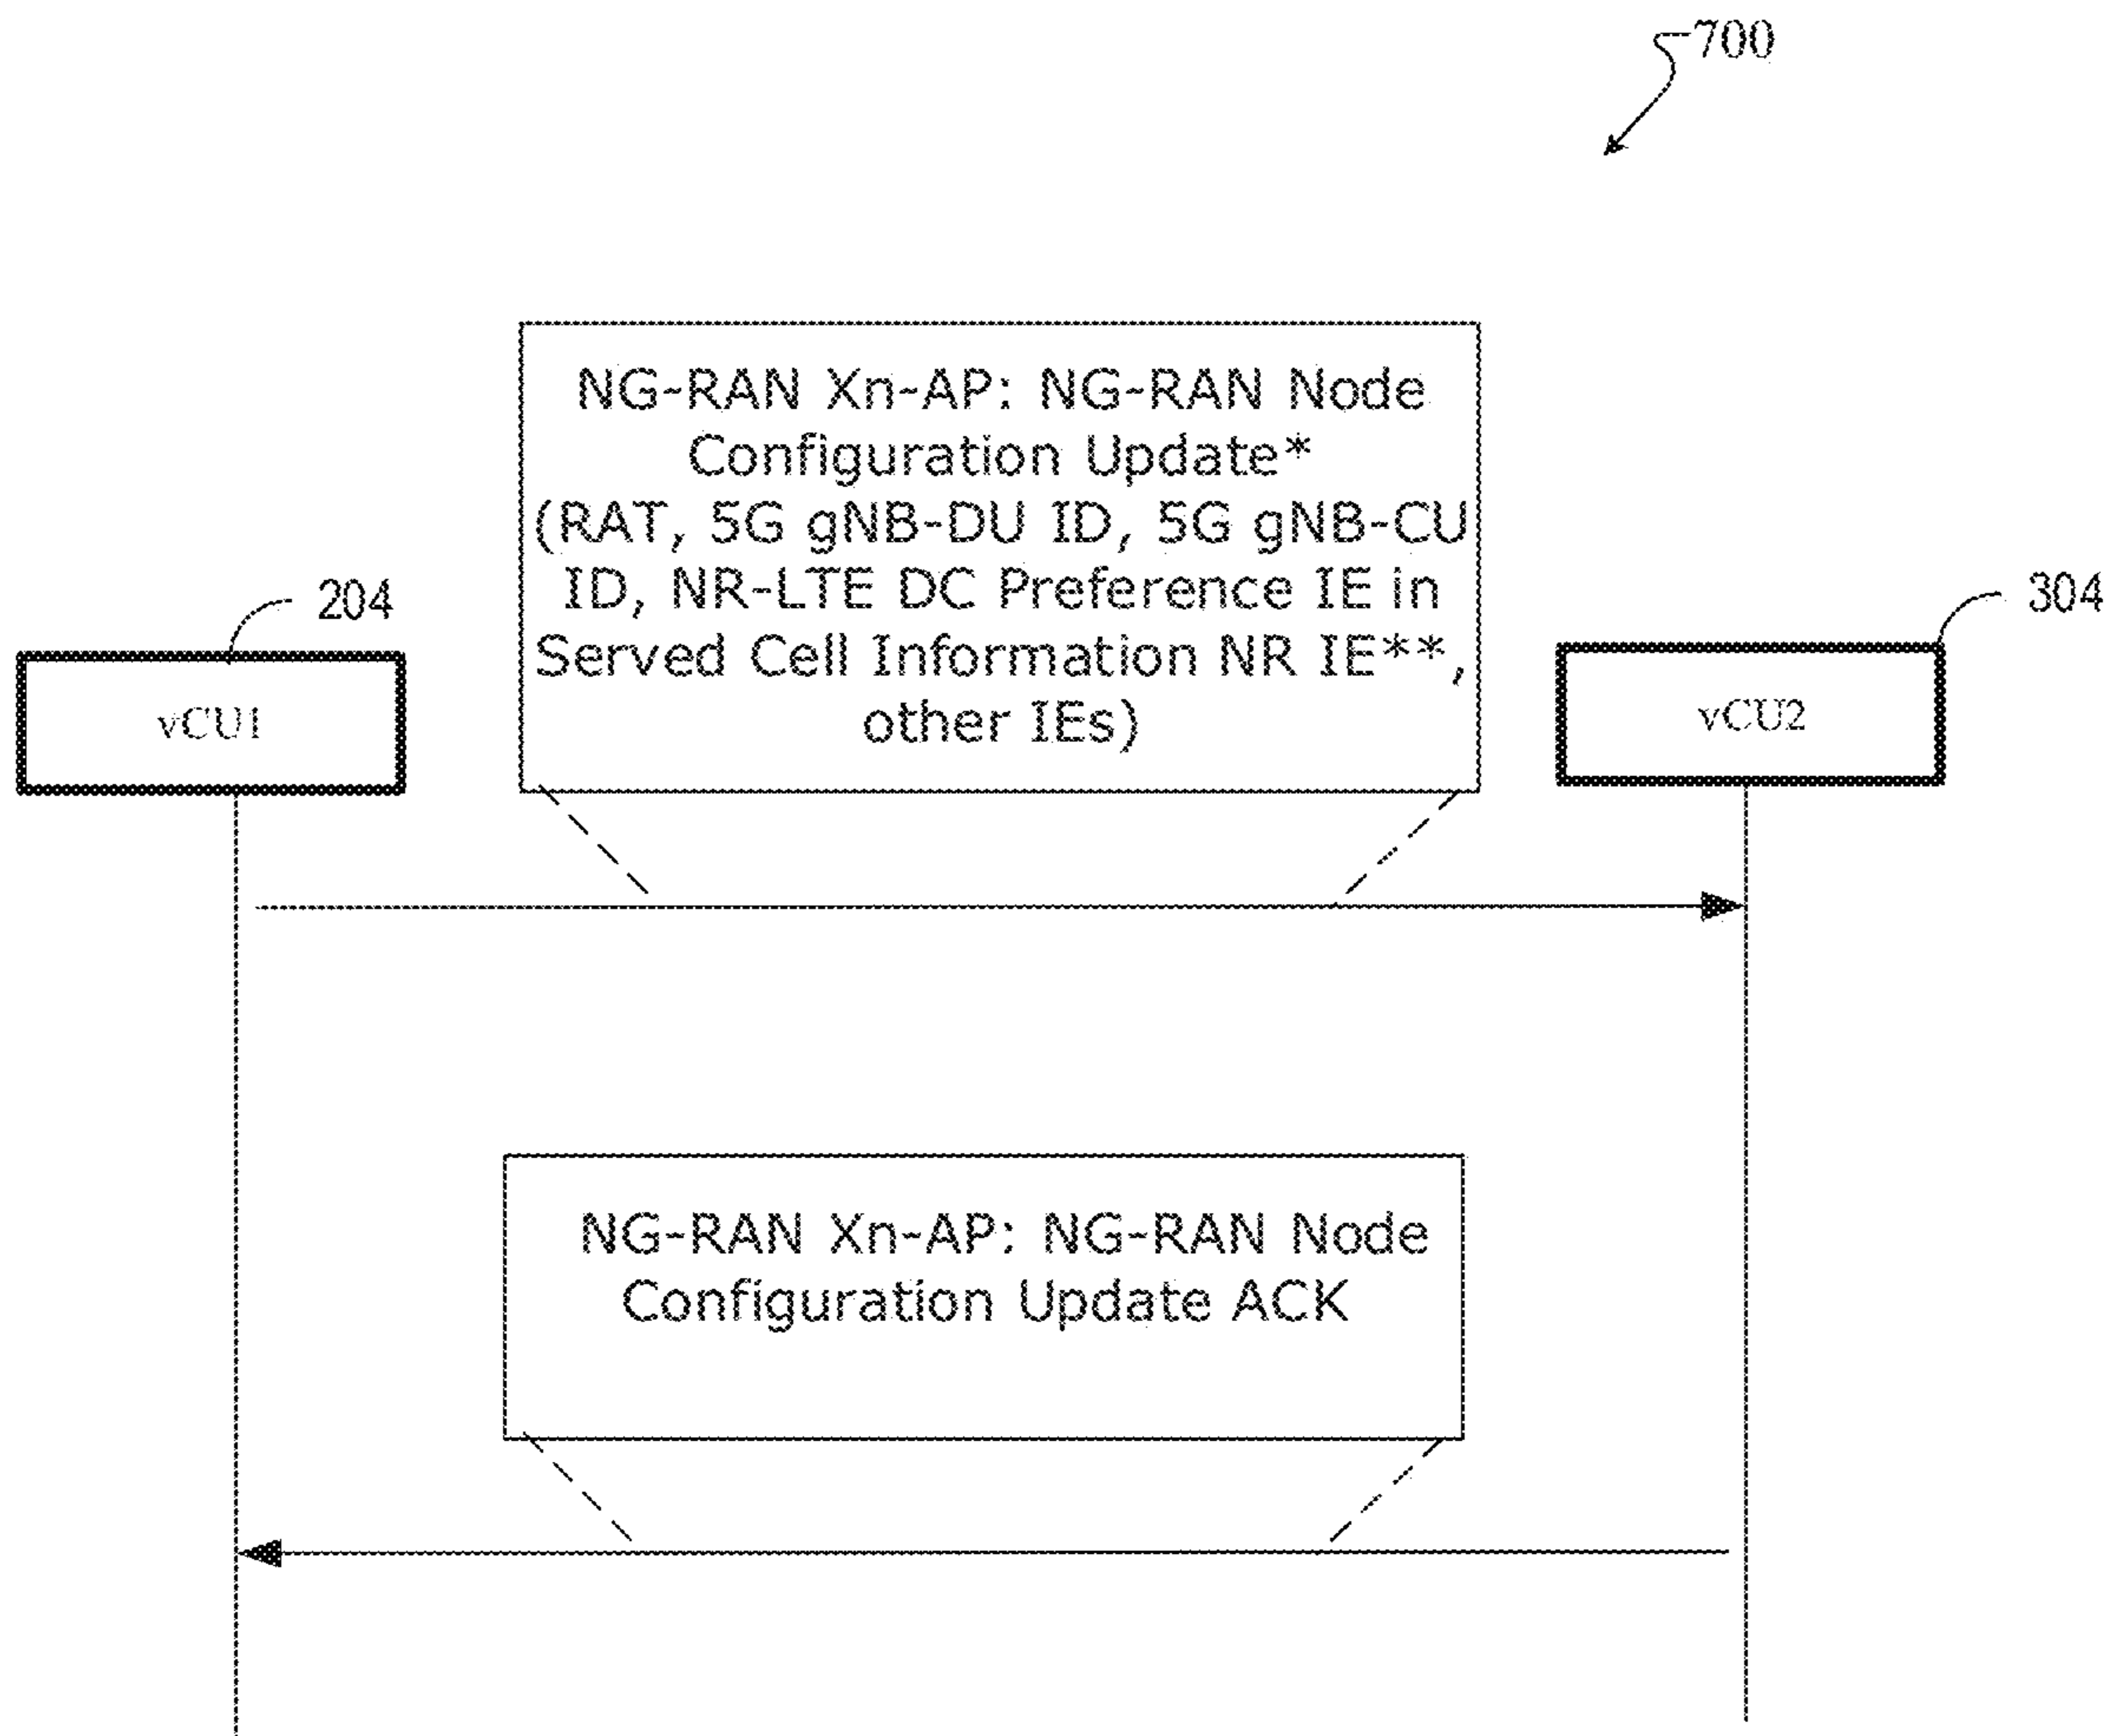 700
NG-RAN Xn-AP: NG-RAN Node
Configuration Update*
(RAT, 5G gNB-DU ID, 5G gNB-CU
ID, NR-LTE DC Preference IE in
Served Cell Information NR IE**,
other IEs)
204
304
vCU1
vCU2
NG-RAN Xn-AP: NG-RAN Node
Configuration Update ACK